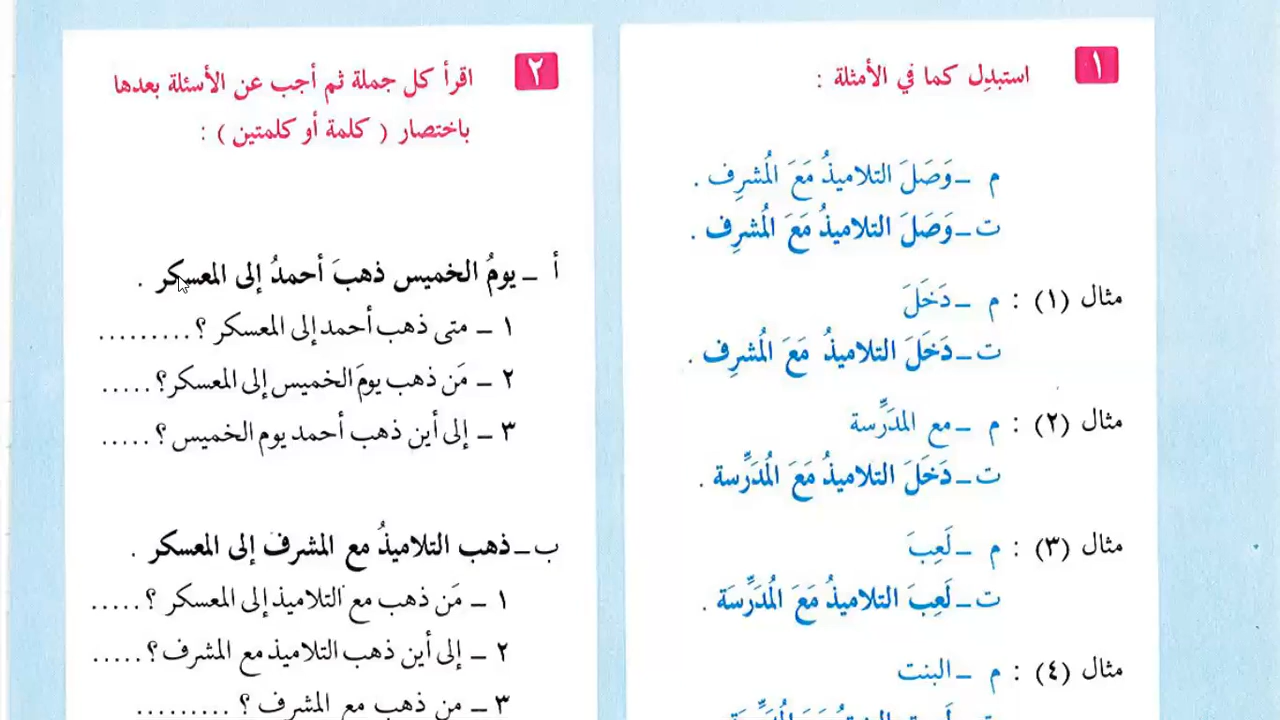 ١ استبدِل كما في الأمثلة :
م ـ وَصَلَ التلاميذُ مَعَ المُشرِف .
ت ـ وَصَلَ التلاميذُ مَعَ المُشرِف .
مثال (١) : م ـ دَخَلَ
ت ـ دَخَلَ التلاميذُ مَعَ المُشرِف .
مثال (٢) : م ـ مع المدَرِّسة
ت ـ دَخَلَ التلاميذُ مَعَ المُدَرِّسة .
مثال (٣) : م ـ لَعِبَ
ت ـ لَعِبَ التلاميذُ مَعَ المُدَرِّسَة .
مثال (٤) : م ـ البنت
٢ اقرأ كل جملة ثم أجب عن الأسئلة بعدها
باختصار ( كلمة أو كلمتين ) :
أ ـ يومُ الخميس ذهبَ أحمدُ إلى المعسكر .
١ ـ متى ذهب أحمد إلى المعسكر ؟ .........
٢ ـ مَن ذهب يومَ الخميس إلى المعسكر؟ .....
٣ ـ إلى أين ذهب أحمد يوم الخميس ؟ .....
ب ـ ذهب التلاميذُ مع المشرف إلى المعسكر .
١ ـ مَن ذهب مع التلاميذ إلى المعسكر ؟ .....
٢ ـ إلى أين ذهب التلاميذ مع المشرف ؟ .....
٣ ـ من ذهب مع المشرف ؟ .........